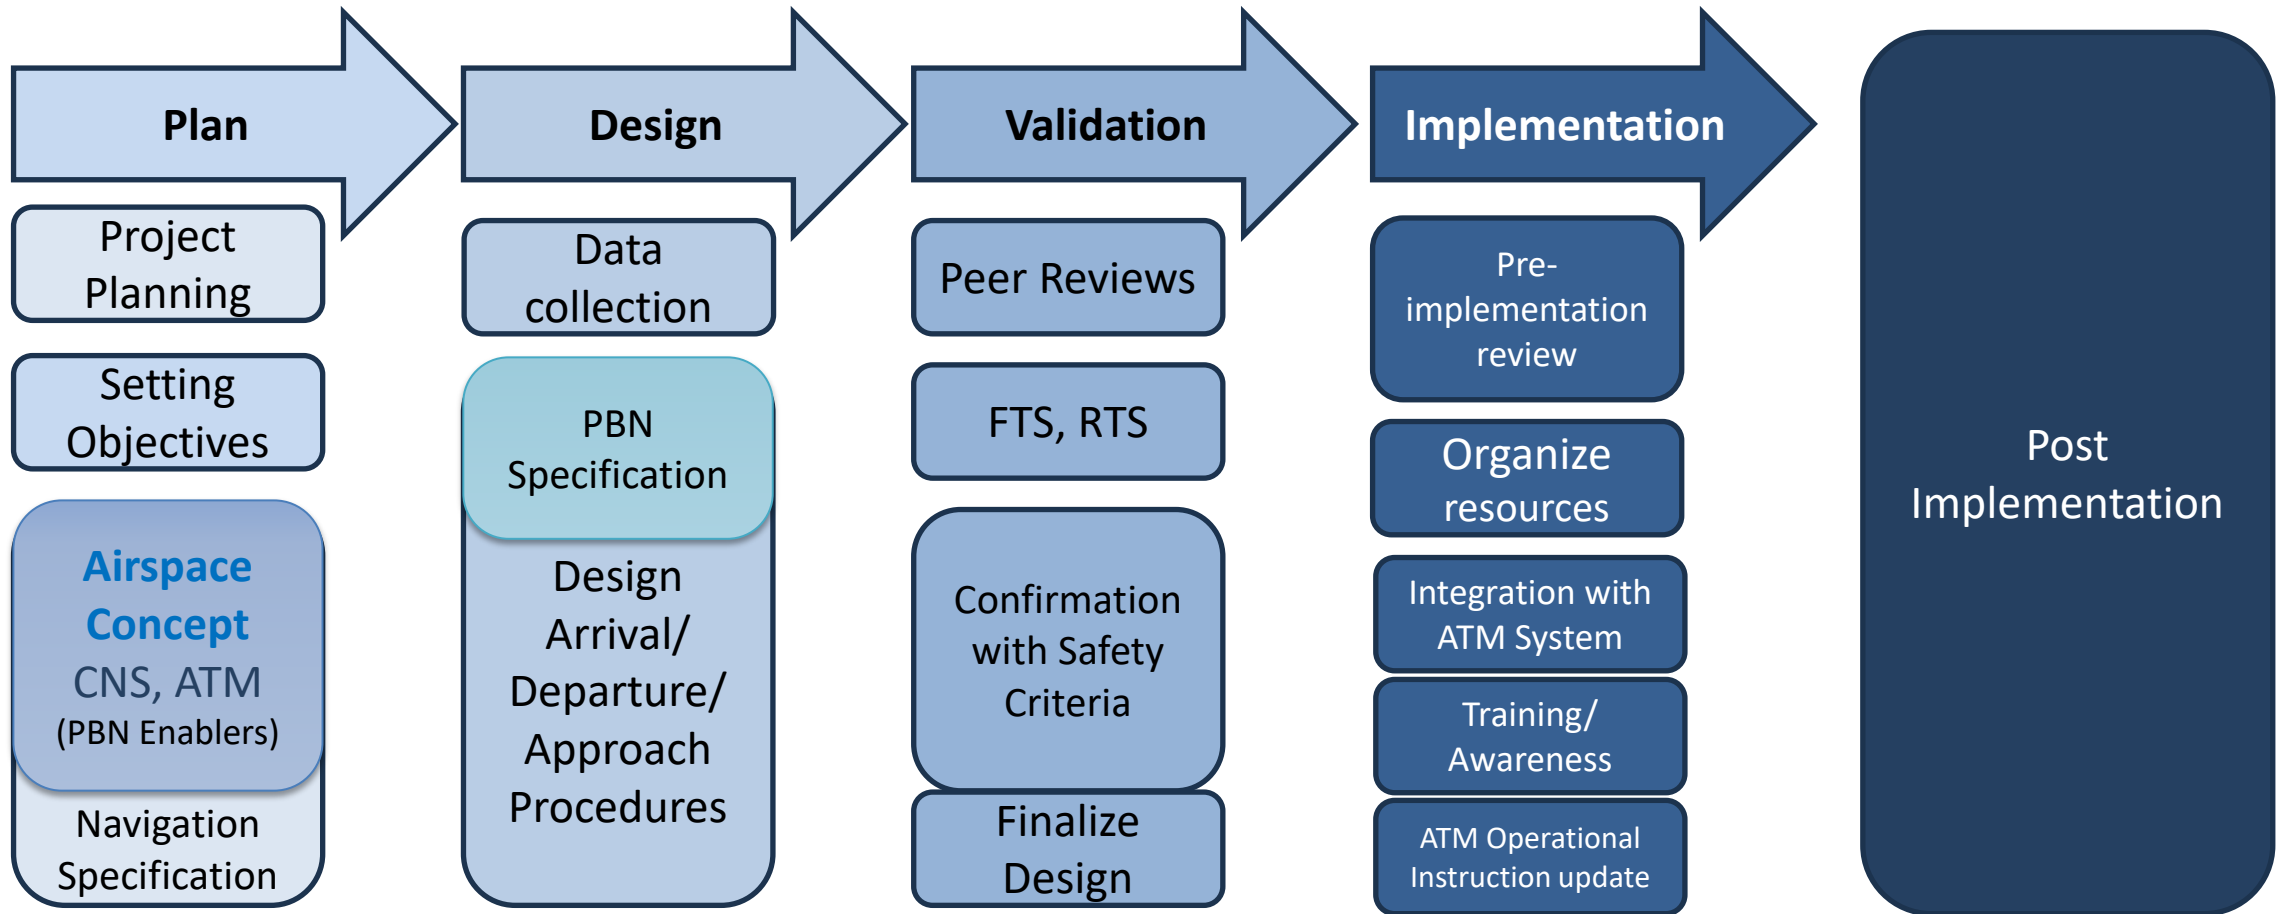 Plan
Project
Planning
Setting
Objectives
Airspace
Concept
CNS, ATM
(PBN Enablers)
Navigation
Specification
Design
Data
collection
PBN
Specification
Design
Arrival/
Departure/
Approach
Procedures
Validation
Peer Reviews
FTS, RTS
Confirmation
with Safety
Criteria
Finalize
Design
Implementation
Pre-
implementation
review
Organize
resources
Integration with
ATM System
Training/
Awareness
ATM Operational
Instruction update
Post
Implementation